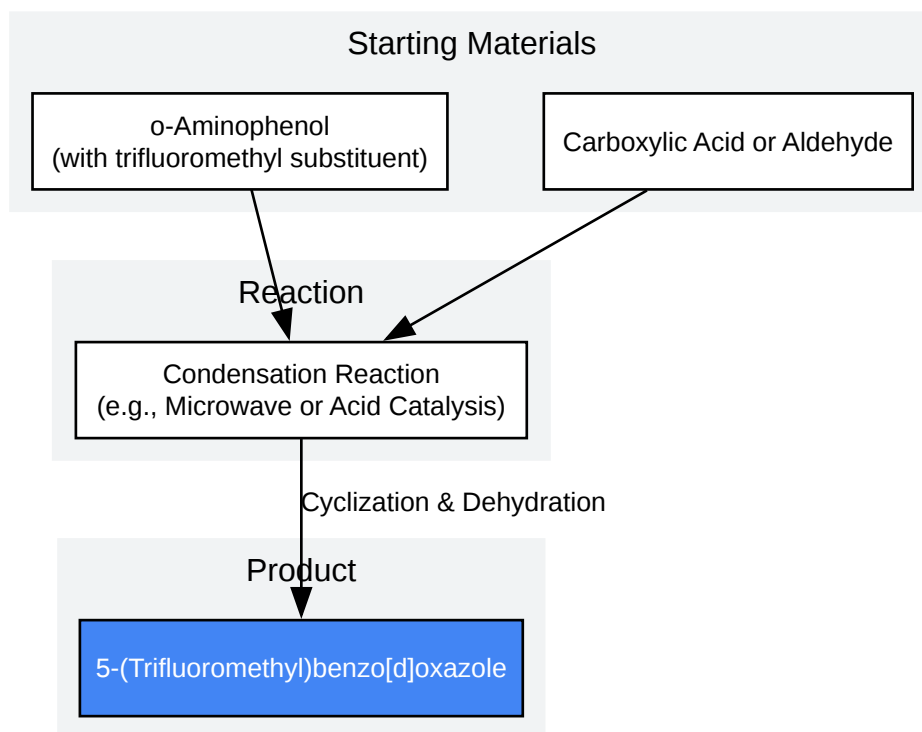 Starting Materials
o-Aminophenol
(with trifluoromethyl substituent)
Carboxylic Acid or Aldehyde
Reaction
Condensation Reaction
(e.g., Microwave or Acid Catalysis)
Cyclization & Dehydration
Product
5-(Trifluoromethyl)benzo[d]oxazole